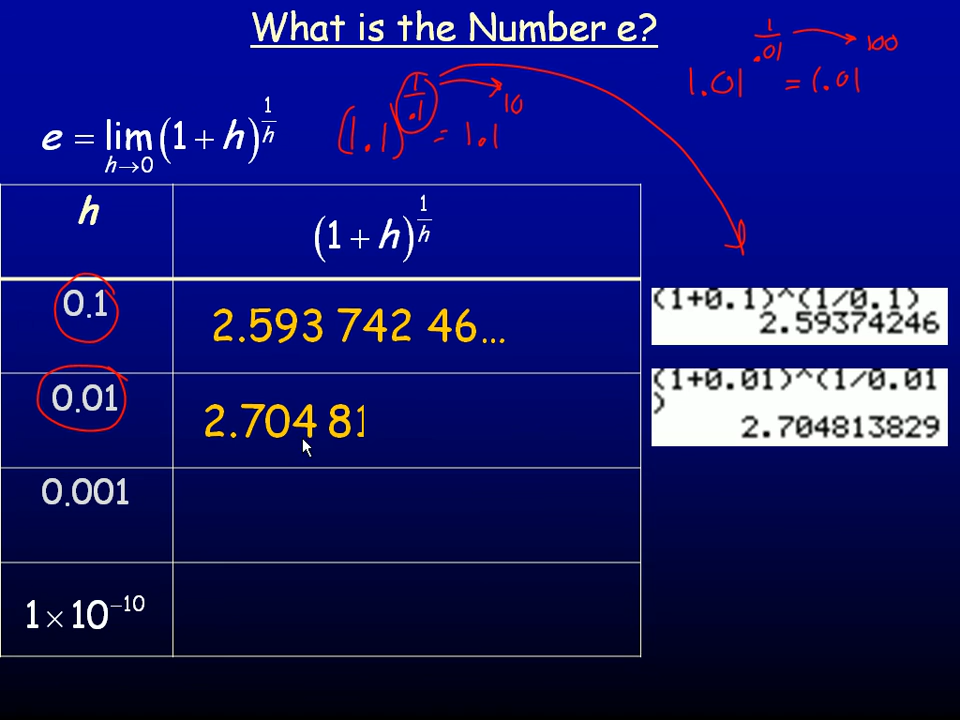 What is the Number e?
e = lim h→0 (1 + h)^(1/h)
(1.1)^(1/.1) = 1.1 → 10
1.01^(1/.01) = 1.01 → 100
h (1 + h)^(1/h)
0.1 2.593 742 46...
(1+0.1)^(1/0.1)
2.59374246
0.01 2.704 81
(1+0.01)^(1/0.01
)
2.704813829
0.001
1×10⁻¹⁰